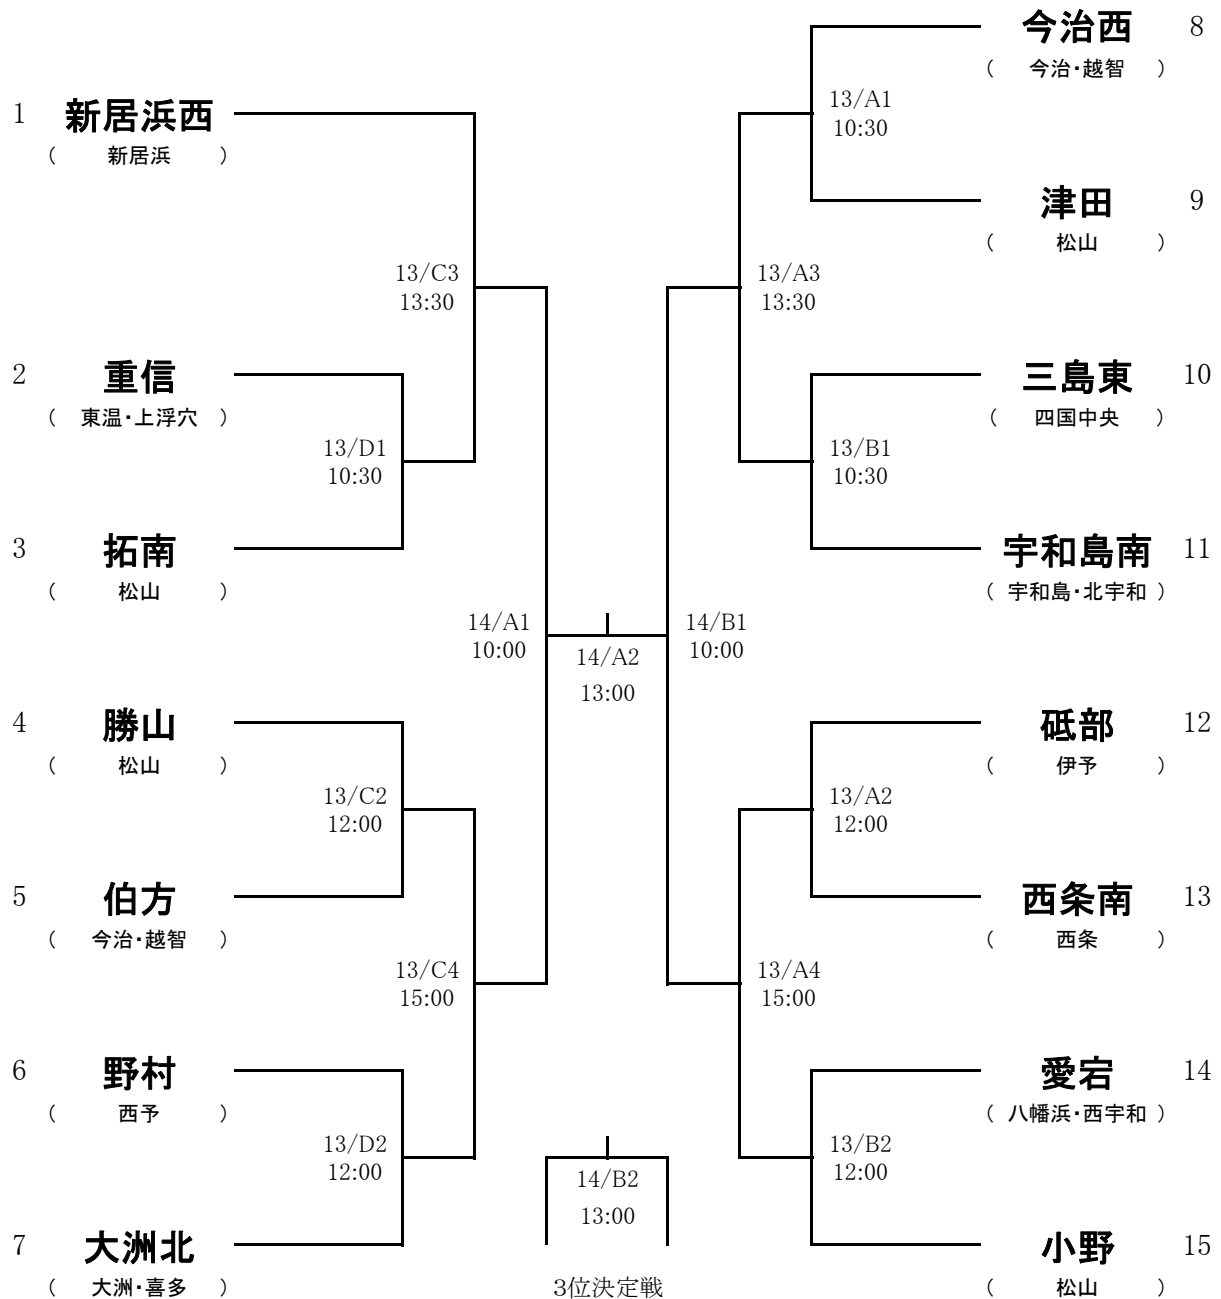 1 新居浜西
( 新居浜 )
13/C3
13:30
2 重信
( 東温・上浮穴 )
13/D1
10:30
3 拓南
( 松山 )
14/A1
10:00
4 勝山
( 松山 )
13/C2
12:00
5 伯方
( 今治・越智 )
13/C4
15:00
6 野村
( 西予 )
13/D2
12:00
7 大洲北
( 大洲・喜多 )
14/A2
13:00
14/B2
13:00
3位決定戦
今治西 8
( 今治・越智 )
13/A1
10:30
津田 9
( 松山 )
13/A3
13:30
三島東 10
( 四国中央 )
13/B1
10:30
宇和島南 11
( 宇和島・北宇和 )
14/B1
10:00
砥部 12
( 伊予 )
13/A2
12:00
西条南 13
( 西条 )
13/A4
15:00
愛宕 14
( 八幡浜・西宇和 )
13/B2
12:00
小野 15
( 松山 )